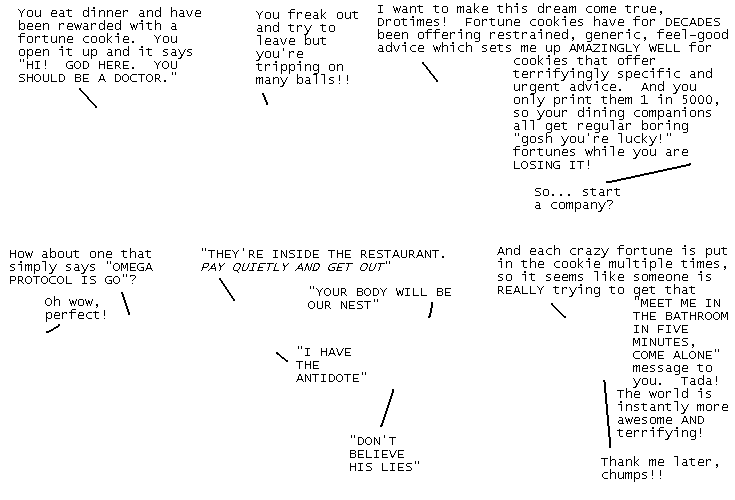 You eat dinner and have
been rewarded with a
fortune cookie.  You
open it up and it says
"HI!  GOD HERE.  YOU
SHOULD BE A DOCTOR."
You freak out
and try to
leave but
you're
tripping on
many balls!!
I want to make this dream come true,
Drotimes!  Fortune cookies have for DECADES
been offering restrained, generic, feel-good
advice which sets me up AMAZINGLY WELL for
cookies that offer
terrifyingly specific and
urgent advice.  And you
only print them 1 in 5000,
so your dining companions
all get regular boring
"gosh you're lucky!"
fortunes while you are
LOSING IT!
So... start
a company?
How about one that
simply says "OMEGA
PROTOCOL IS GO"?
Oh wow,
perfect!
"THEY'RE INSIDE THE RESTAURANT.
PAY QUIETLY AND GET OUT"
"YOUR BODY WILL BE
OUR NEST"
"I HAVE
THE
ANTIDOTE"
"DON'T
BELIEVE
HIS LIES"
And each crazy fortune is put
in the cookie multiple times,
so it seems like someone is
REALLY trying to get that
"MEET ME IN
THE BATHROOM
IN FIVE
MINUTES,
COME ALONE"
message to
you.  Tada!
The world is
instantly more
awesome AND
terrifying!
Thank me later,
chumps!!